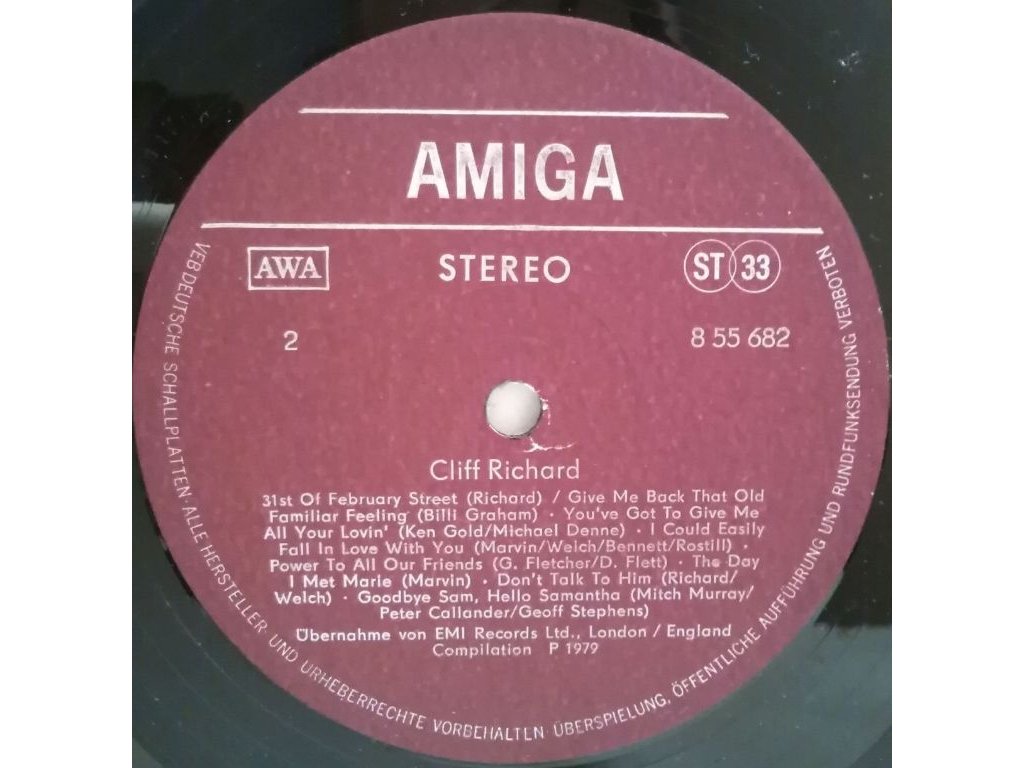 AMIGA
AWA
STEREO
ST 33
2
8 55 682
Cliff Richard
31st Of February Street (Richard) / Give Me Back That Old
Familiar Feeling (Billi Graham) · You've Got To Give Me
All Your Lovin' (Ken Gold/Michael Denne) · I Could Easily
Fall In Love With You (Marvin/Welch/Bennett/Rostill) ·
Power To All Our Friends (G. Fletcher/D. Flett) · The Day
I Met Marie (Marvin) · Don't Talk To Him (Richard/
Welch) · Goodbye Sam, Hello Samantha (Mitch Murray/
Peter Callander/Geoff Stephens)
Übernahme von EMI Records Ltd., London / England
Compilation P 1979
VEB DEUTSCHE SCHALLPLATTEN · ALLE HERSTELLER- UND URHEBERRECHTE VORBEHALTEN · ÜBERSPIELUNG, ÖFFENTLICHE AUFFÜHRUNG UND RUNDFUNKSENDUNG VERBOTEN